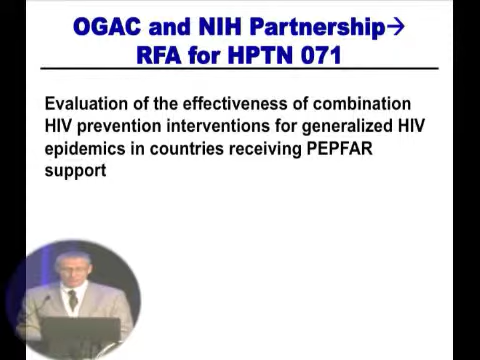 OGAC and NIH Partnership→
RFA for HPTN 071
Evaluation of the effectiveness of combination
HIV prevention interventions for generalized HIV
epidemics in countries receiving PEPFAR
support